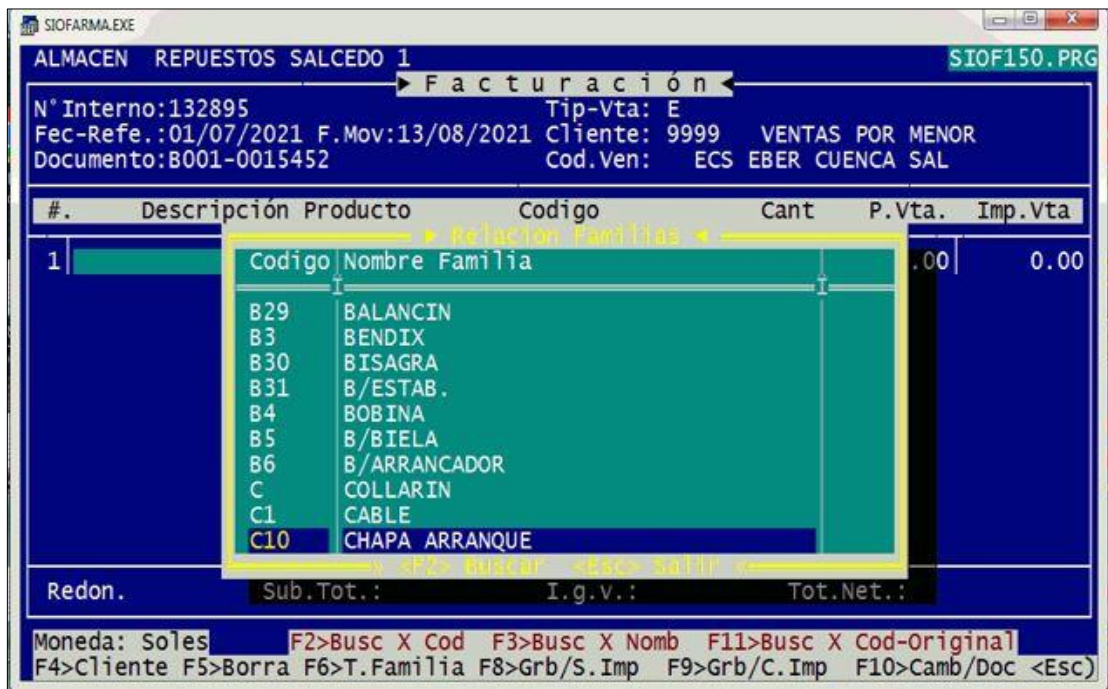 SIOFARMA.EXE
ALMACEN REPUESTOS SALCEDO 1 SIOF150.PRG
Facturación
N°Interno:132895 Tip-Vta: E
Fec-Refe.:01/07/2021 F.Mov:13/08/2021 Cliente: 9999 VENTAS POR MENOR
Documento:B001-0015452 Cod.Ven: ECS EBER CUENCA SAL
#. Descripción Producto Codigo Cant P.Vta. Imp.Vta
Relacion Familias
1 .00 0.00
Codigo Nombre Familia
B29 BALANCIN
B3 BENDIX
B30 BISAGRA
B31 B/ESTAB.
B4 BOBINA
B5 B/BIELA
B6 B/ARRANCADOR
C COLLARIN
C1 CABLE
C10 CHAPA ARRANQUE
» <F2> Buscar <Esc> Salir «
Redon. Sub.Tot.: I.g.v.: Tot.Net.:
Moneda: Soles F2>Busc X Cod F3>Busc X Nomb F11>Busc X Cod-Original
F4>Cliente F5>Borra F6>T.Familia F8>Grb/S.Imp F9>Grb/C.Imp F10>Camb/Doc <Esc)